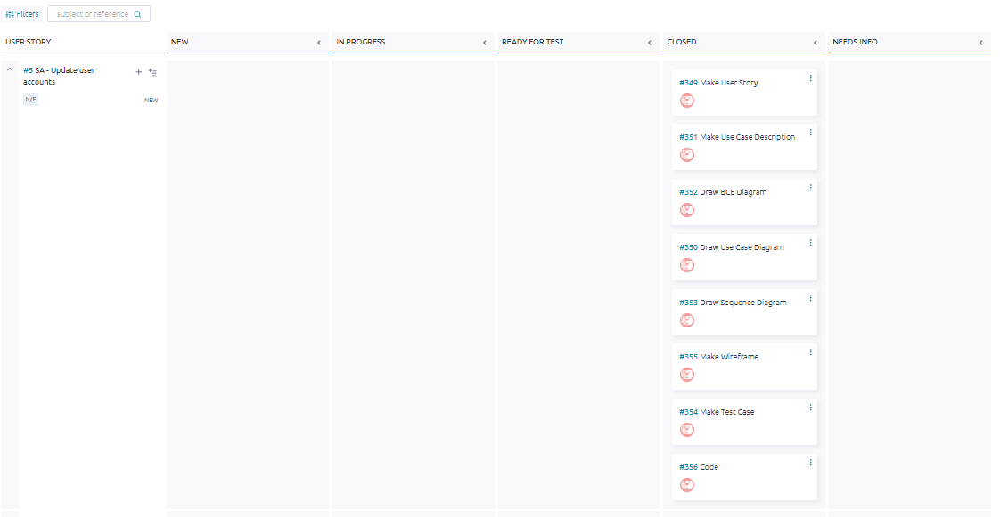 Filters
subject or reference
USER STORY
NEW
IN PROGRESS
READY FOR TEST
CLOSED
NEEDS INFO
#5 SA - Update user
accounts
N/E
NEW
#349 Make User Story
#351 Make Use Case Description
#352 Draw BCE Diagram
#350 Draw Use Case Diagram
#353 Draw Sequence Diagram
#355 Make Wireframe
#354 Make Test Case
#356 Code